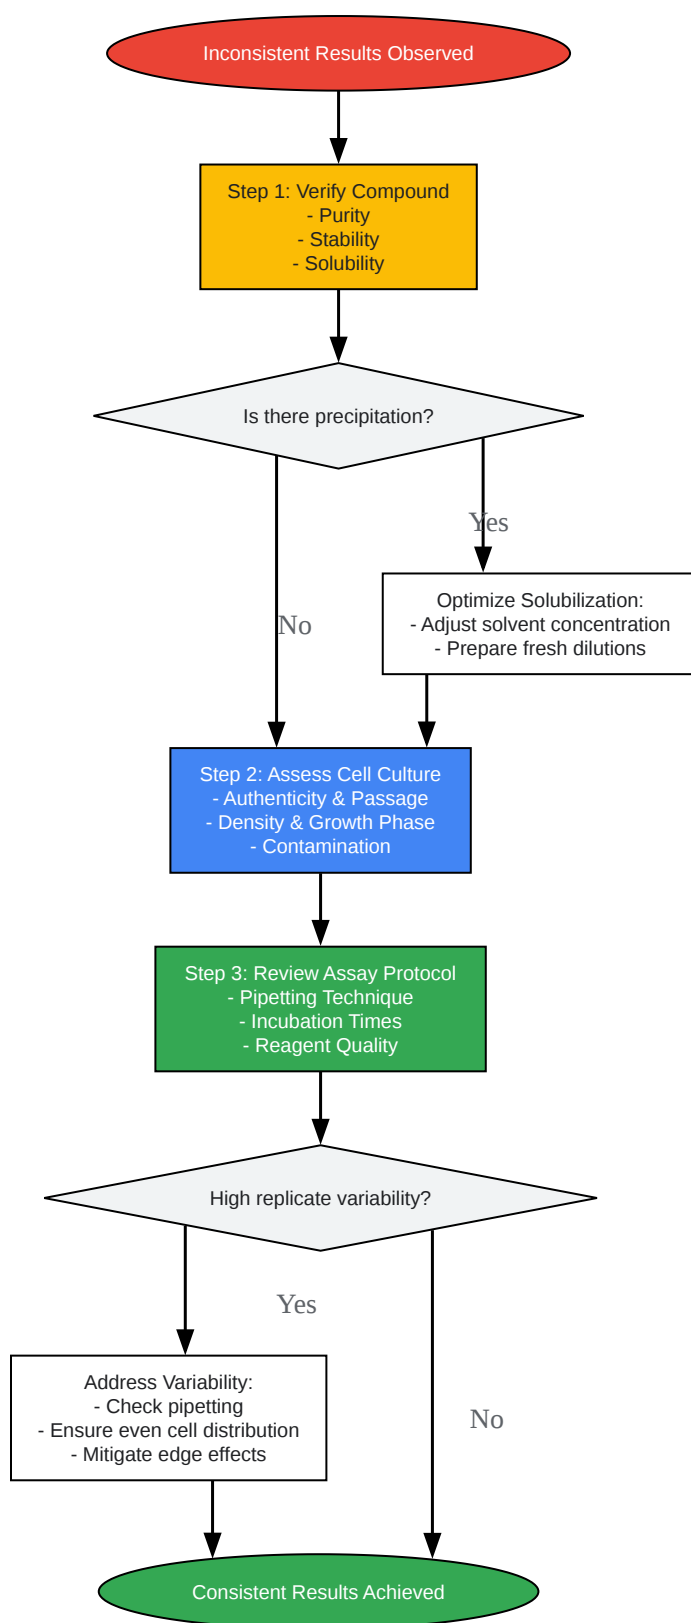 Inconsistent Results Observed
Step 1: Verify Compound
- Purity
- Stability
- Solubility
Is there precipitation?
Yes
Optimize Solubilization:
- Adjust solvent concentration
- Prepare fresh dilutions
No
Step 2: Assess Cell Culture
- Authenticity & Passage
- Density & Growth Phase
- Contamination
Step 3: Review Assay Protocol
- Pipetting Technique
- Incubation Times
- Reagent Quality
High replicate variability?
Yes
Address Variability:
- Check pipetting
- Ensure even cell distribution
- Mitigate edge effects
No
Consistent Results Achieved